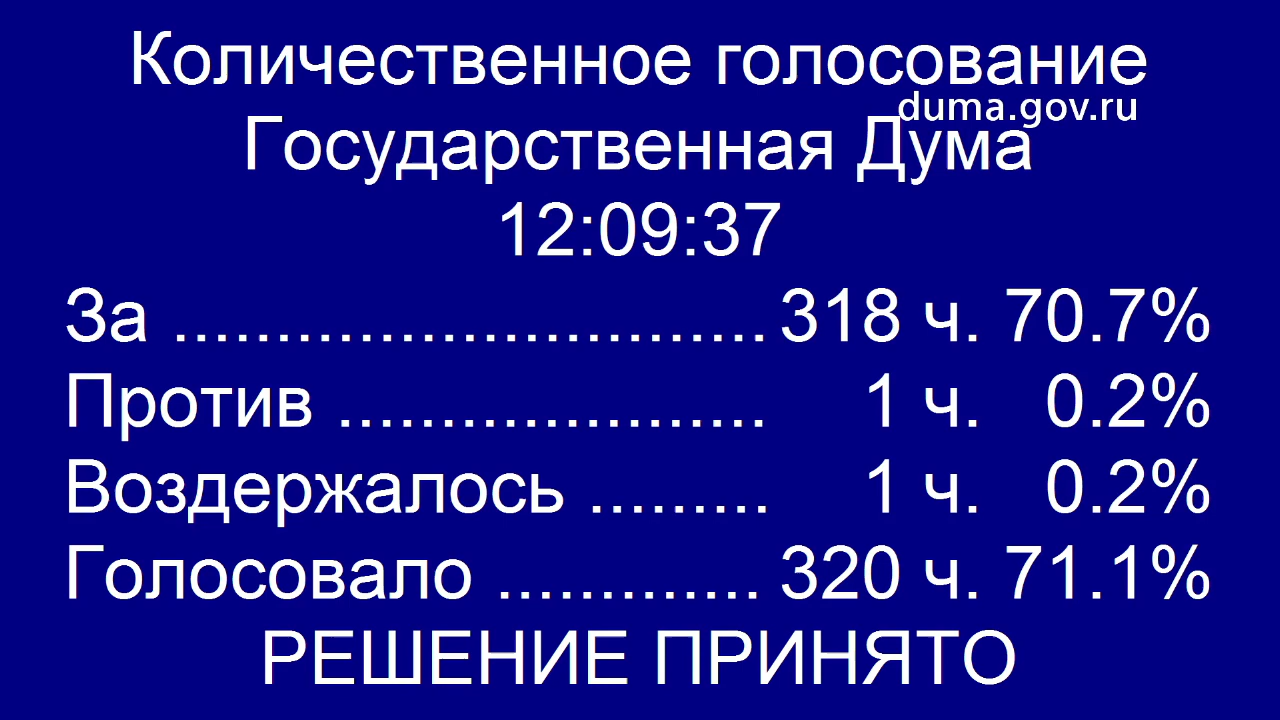 Количественное голосование
duma.gov.ru
Государственная Дума
12:09:37
За ............................. 318 ч. 70.7%
Против ..................... 1 ч. 0.2%
Воздержалось ......... 1 ч. 0.2%
Голосовало ............. 320 ч. 71.1%
РЕШЕНИЕ ПРИНЯТО